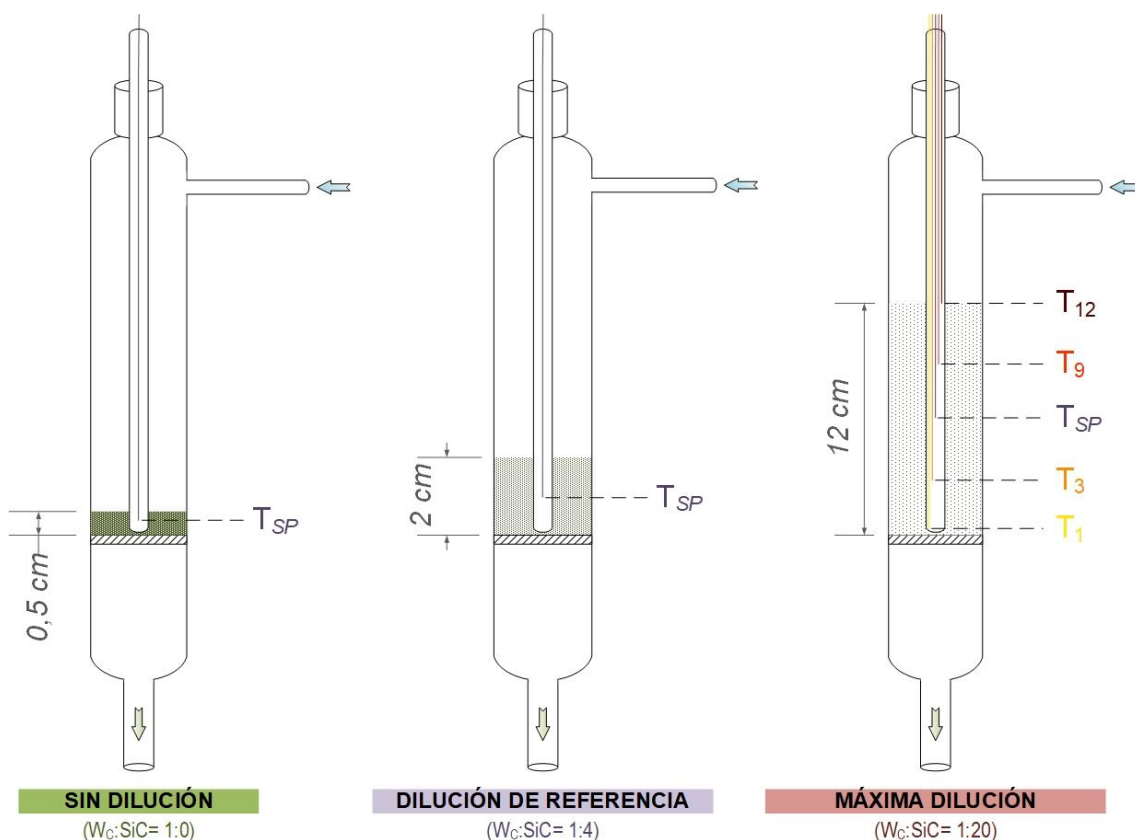 T12
T9
12 cm
TSP
T3
T1
2 cm
TSP
0,5 cm
TSP
SIN DILUCIÓN
(WC:SiC= 1:0)
DILUCIÓN DE REFERENCIA
(WC:SiC= 1:4)
MÁXIMA DILUCIÓN
(WC:SiC= 1:20)